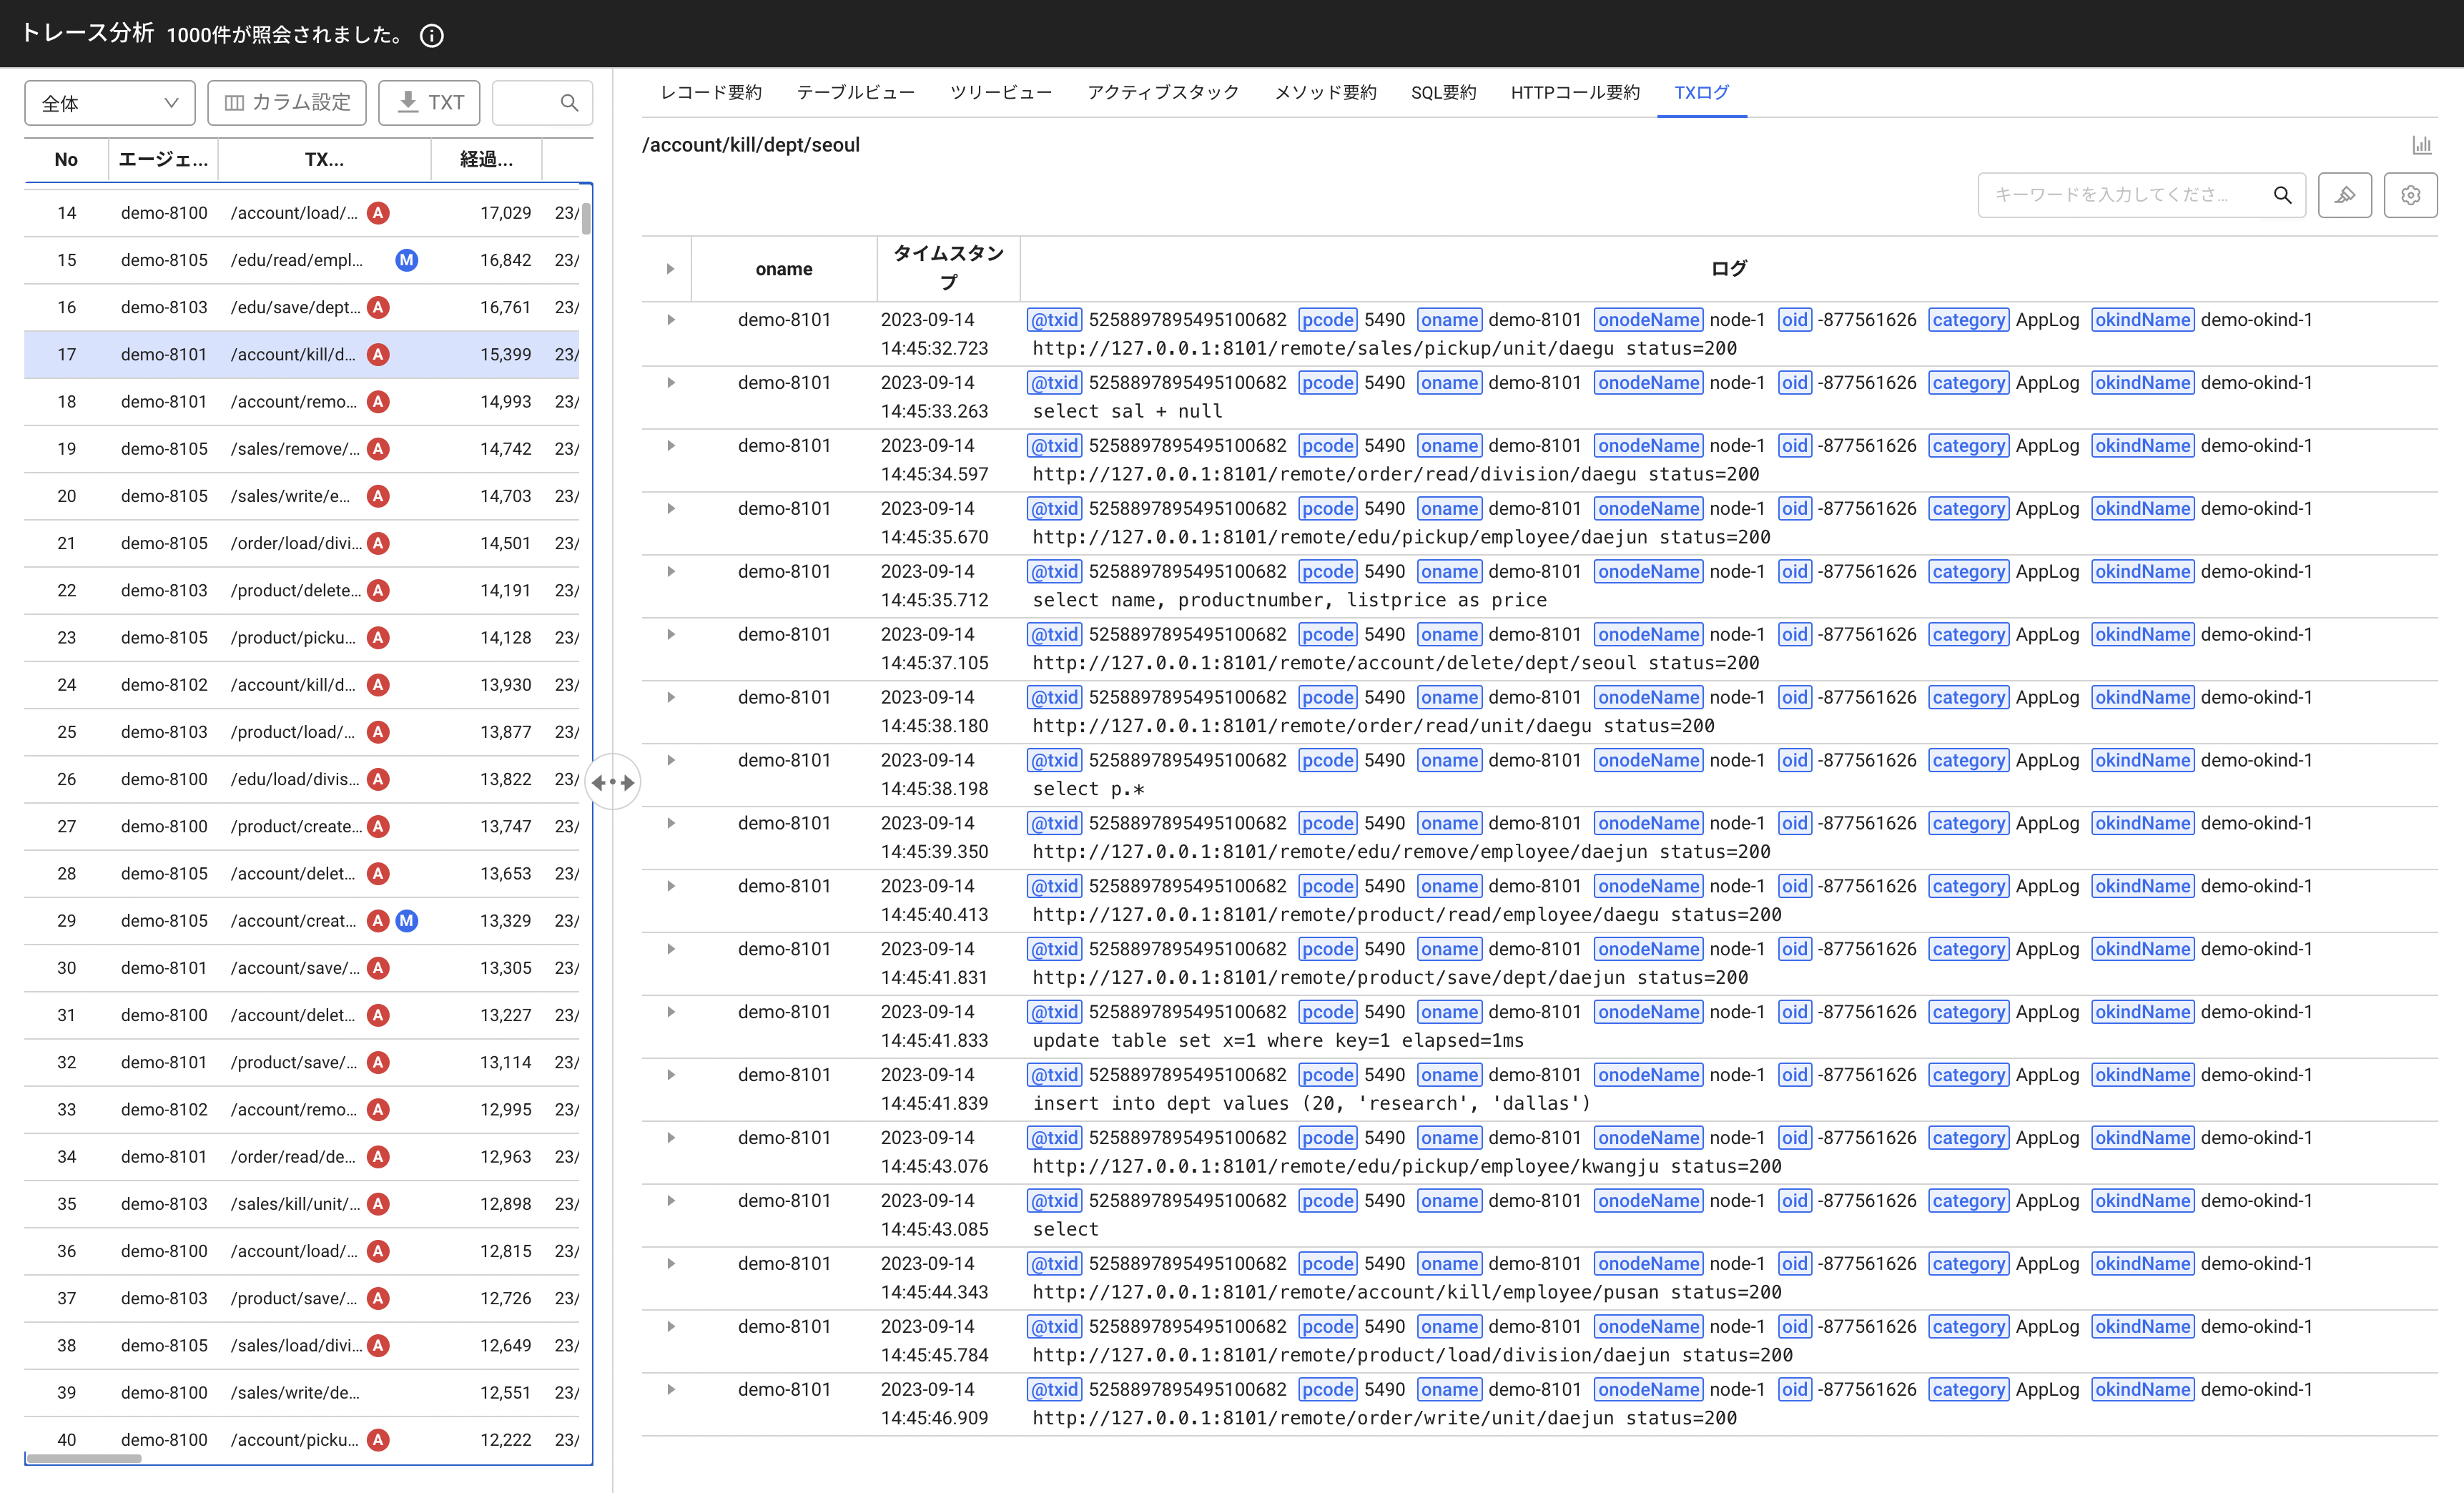 トレース分析 1000件が照会されました。
全体 カラム設定 TXT
No エージェ... TX... 経過...
14 demo-8100 /account/load/... A 17,029 23/
15 demo-8105 /edu/read/empl... M 16,842 23/
16 demo-8103 /edu/save/dept... A 16,761 23/
17 demo-8101 /account/kill/d... A 15,399 23/
18 demo-8101 /account/remo... A 14,993 23/
19 demo-8105 /sales/remove/... A 14,742 23/
20 demo-8105 /sales/write/e... A 14,703 23/
21 demo-8105 /order/load/divi... A 14,501 23/
22 demo-8103 /product/delete... A 14,191 23/
23 demo-8105 /product/picku... A 14,128 23/
24 demo-8102 /account/kill/d... A 13,930 23/
25 demo-8103 /product/load/... A 13,877 23/
26 demo-8100 /edu/load/divis... A 13,822 23/
27 demo-8100 /product/create... A 13,747 23/
28 demo-8105 /account/delet... A 13,653 23/
29 demo-8105 /account/creat... A M 13,329 23/
30 demo-8101 /account/save/... A 13,305 23/
31 demo-8100 /account/delet... A 13,227 23/
32 demo-8101 /product/save/... A 13,114 23/
33 demo-8102 /account/remo... A 12,995 23/
34 demo-8101 /order/read/de... A 12,963 23/
35 demo-8103 /sales/kill/unit/... A 12,898 23/
36 demo-8100 /account/load/... A 12,815 23/
37 demo-8103 /product/save/... A 12,726 23/
38 demo-8105 /sales/load/divi... A 12,649 23/
39 demo-8100 /sales/write/de... 12,551 23/
40 demo-8100 /account/picku... A 12,222 23/
レコード要約 テーブルビュー ツリービュー アクティブスタック メソッド要約 SQL要約 HTTPコール要約 TXログ
/account/kill/dept/seoul
キーワードを入力してくださ...
oname タイムスタンプ ログ
demo-8101 2023-09-14 @txid 5258897895495100682 pcode 5490 oname demo-8101 onodeName node-1 oid -877561626 category AppLog okindName demo-okind-1
14:45:32.723 http://127.0.0.1:8101/remote/sales/pickup/unit/daegu status=200
demo-8101 2023-09-14 @txid 5258897895495100682 pcode 5490 oname demo-8101 onodeName node-1 oid -877561626 category AppLog okindName demo-okind-1
14:45:33.263 select sal + null
demo-8101 2023-09-14 @txid 5258897895495100682 pcode 5490 oname demo-8101 onodeName node-1 oid -877561626 category AppLog okindName demo-okind-1
14:45:34.597 http://127.0.0.1:8101/remote/order/read/division/daegu status=200
demo-8101 2023-09-14 @txid 5258897895495100682 pcode 5490 oname demo-8101 onodeName node-1 oid -877561626 category AppLog okindName demo-okind-1
14:45:35.670 http://127.0.0.1:8101/remote/edu/pickup/employee/daejun status=200
demo-8101 2023-09-14 @txid 5258897895495100682 pcode 5490 oname demo-8101 onodeName node-1 oid -877561626 category AppLog okindName demo-okind-1
14:45:35.712 select name, productnumber, listprice as price
demo-8101 2023-09-14 @txid 5258897895495100682 pcode 5490 oname demo-8101 onodeName node-1 oid -877561626 category AppLog okindName demo-okind-1
14:45:37.105 http://127.0.0.1:8101/remote/account/delete/dept/seoul status=200
demo-8101 2023-09-14 @txid 5258897895495100682 pcode 5490 oname demo-8101 onodeName node-1 oid -877561626 category AppLog okindName demo-okind-1
14:45:38.180 http://127.0.0.1:8101/remote/order/read/unit/daegu status=200
demo-8101 2023-09-14 @txid 5258897895495100682 pcode 5490 oname demo-8101 onodeName node-1 oid -877561626 category AppLog okindName demo-okind-1
14:45:38.198 select p.*
demo-8101 2023-09-14 @txid 5258897895495100682 pcode 5490 oname demo-8101 onodeName node-1 oid -877561626 category AppLog okindName demo-okind-1
14:45:39.350 http://127.0.0.1:8101/remote/edu/remove/employee/daejun status=200
demo-8101 2023-09-14 @txid 5258897895495100682 pcode 5490 oname demo-8101 onodeName node-1 oid -877561626 category AppLog okindName demo-okind-1
14:45:40.413 http://127.0.0.1:8101/remote/product/read/employee/daegu status=200
demo-8101 2023-09-14 @txid 5258897895495100682 pcode 5490 oname demo-8101 onodeName node-1 oid -877561626 category AppLog okindName demo-okind-1
14:45:41.831 http://127.0.0.1:8101/remote/product/save/dept/daejun status=200
demo-8101 2023-09-14 @txid 5258897895495100682 pcode 5490 oname demo-8101 onodeName node-1 oid -877561626 category AppLog okindName demo-okind-1
14:45:41.833 update table set x=1 where key=1 elapsed=1ms
demo-8101 2023-09-14 @txid 5258897895495100682 pcode 5490 oname demo-8101 onodeName node-1 oid -877561626 category AppLog okindName demo-okind-1
14:45:41.839 insert into dept values (20, 'research', 'dallas')
demo-8101 2023-09-14 @txid 5258897895495100682 pcode 5490 oname demo-8101 onodeName node-1 oid -877561626 category AppLog okindName demo-okind-1
14:45:43.076 http://127.0.0.1:8101/remote/edu/pickup/employee/kwangju status=200
demo-8101 2023-09-14 @txid 5258897895495100682 pcode 5490 oname demo-8101 onodeName node-1 oid -877561626 category AppLog okindName demo-okind-1
14:45:43.085 select
demo-8101 2023-09-14 @txid 5258897895495100682 pcode 5490 oname demo-8101 onodeName node-1 oid -877561626 category AppLog okindName demo-okind-1
14:45:44.343 http://127.0.0.1:8101/remote/account/kill/employee/pusan status=200
demo-8101 2023-09-14 @txid 5258897895495100682 pcode 5490 oname demo-8101 onodeName node-1 oid -877561626 category AppLog okindName demo-okind-1
14:45:45.784 http://127.0.0.1:8101/remote/product/load/division/daejun status=200
demo-8101 2023-09-14 @txid 5258897895495100682 pcode 5490 oname demo-8101 onodeName node-1 oid -877561626 category AppLog okindName demo-okind-1
14:45:46.909 http://127.0.0.1:8101/remote/order/write/unit/daejun status=200